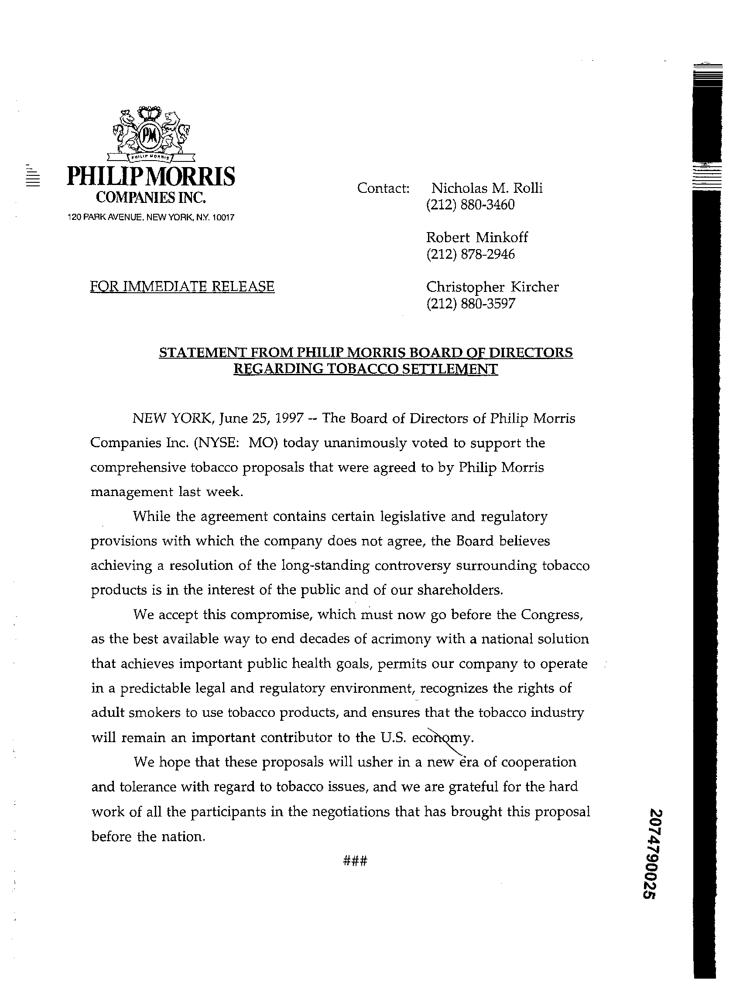 PM
PHILIP MORRIS
PHILIP MORRIS
COMPANIES INC.
120 PARK AVENUE, NEW YORK, N.Y. 10017
Contact: Nicholas M. Rolli
(212) 880-3460
Robert Minkoff
(212) 878-2946
FOR IMMEDIATE RELEASE
Christopher Kircher
(212) 880-3597
STATEMENT FROM PHILIP MORRIS BOARD OF DIRECTORS
REGARDING TOBACCO SETTLEMENT
NEW YORK, June 25, 1997 -- The Board of Directors of Philip Morris
Companies Inc. (NYSE: MO) today unanimously voted to support the
comprehensive tobacco proposals that were agreed to by Philip Morris
management last week.
While the agreement contains certain legislative and regulatory
provisions with which the company does not agree, the Board believes
achieving a resolution of the long-standing controversy surrounding tobacco
products is in the interest of the public and of our shareholders.
We accept this compromise, which must now go before the Congress,
as the best available way to end decades of acrimony with a national solution
that achieves important public health goals, permits our company to operate
in a predictable legal and regulatory environment, recognizes the rights of
adult smokers to use tobacco products, and ensures that the tobacco industry
will remain an important contributor to the U.S. economy.
We hope that these proposals will usher in a new era of cooperation
and tolerance with regard to tobacco issues, and we are grateful for the hard
work of all the participants in the negotiations that has brought this proposal
before the nation.
###
2074790025